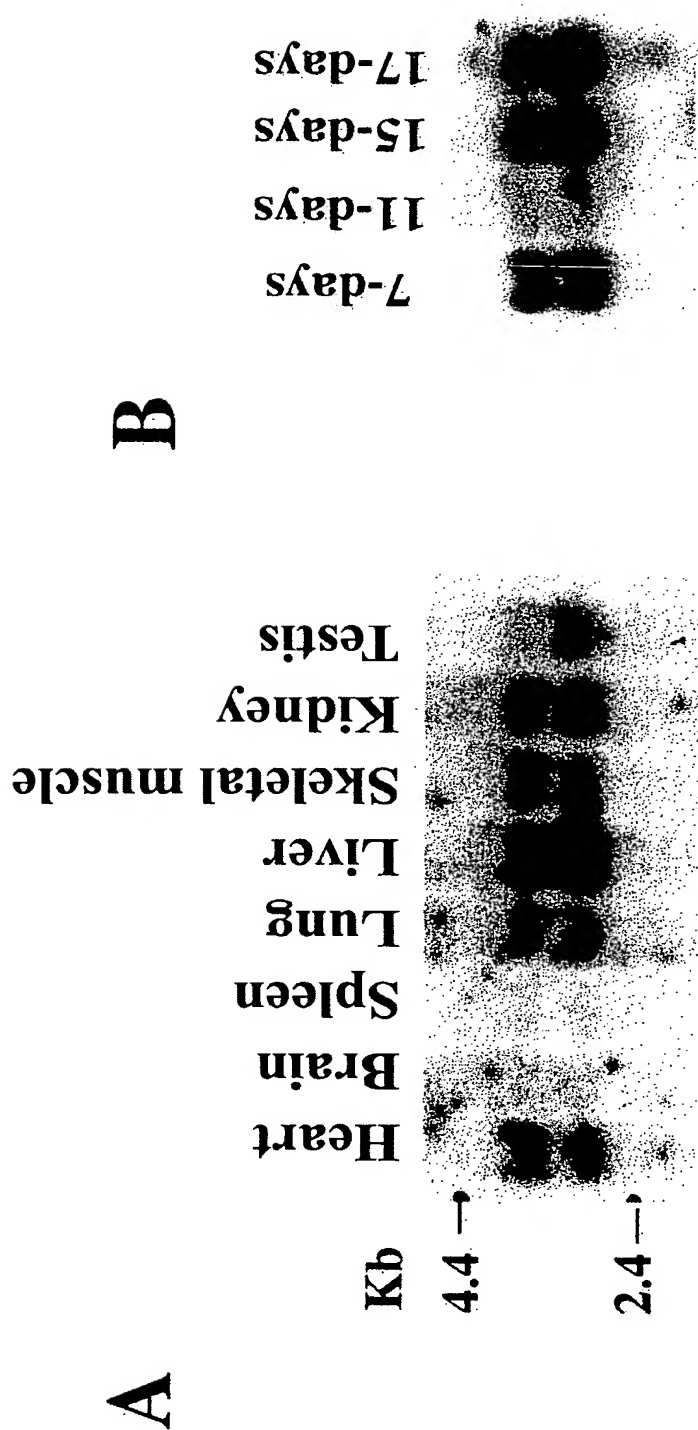 A
Kb
4.4
2.4
Heart
Brain
Spleen
Lung
Liver
Skeletal muscle
Kidney
Testis
B
7-days
11-days
15-days
17-days